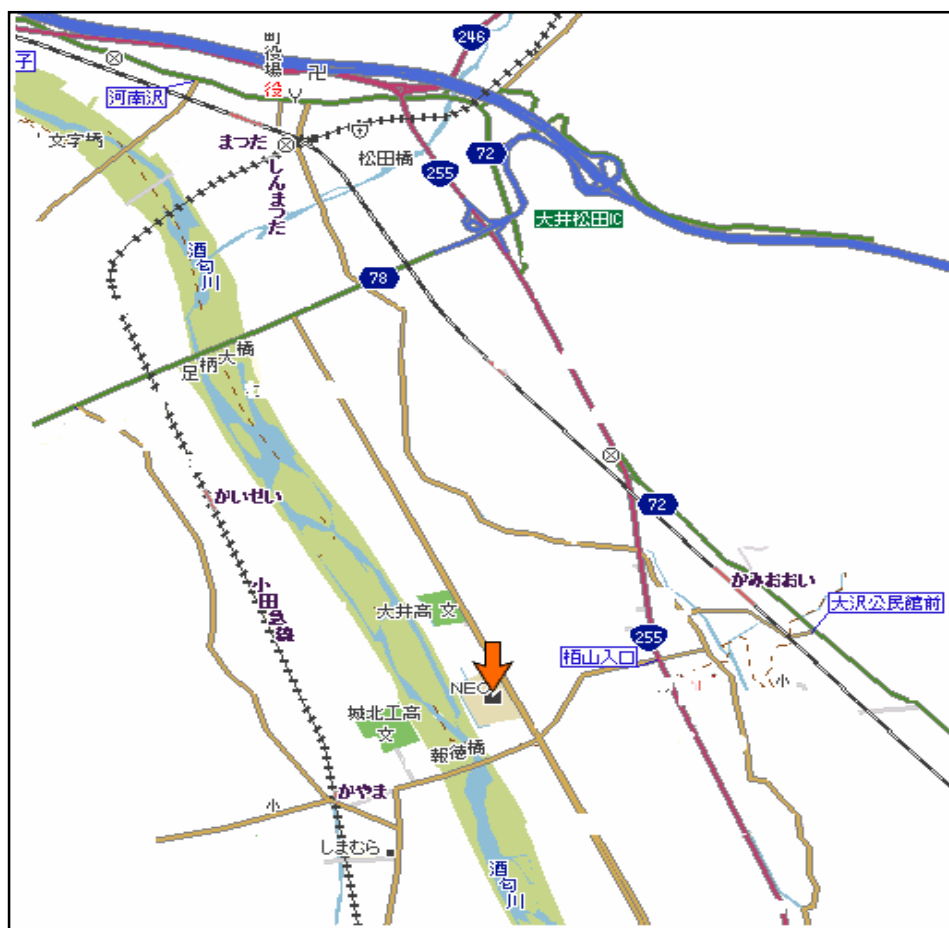 246
町役場
役
子
河南沢
文字橋
まつだ
しんまつだ
松田橋
255
72
大井松田IC
酒匂川
78
足柄大橋
かいせい
72
小田急線
かみおおい
大井高
文
大沢公民館前
255
栢山入口
NEC
小
城北工高
文
報徳橋
かやま
小
しまむら
酒匂川